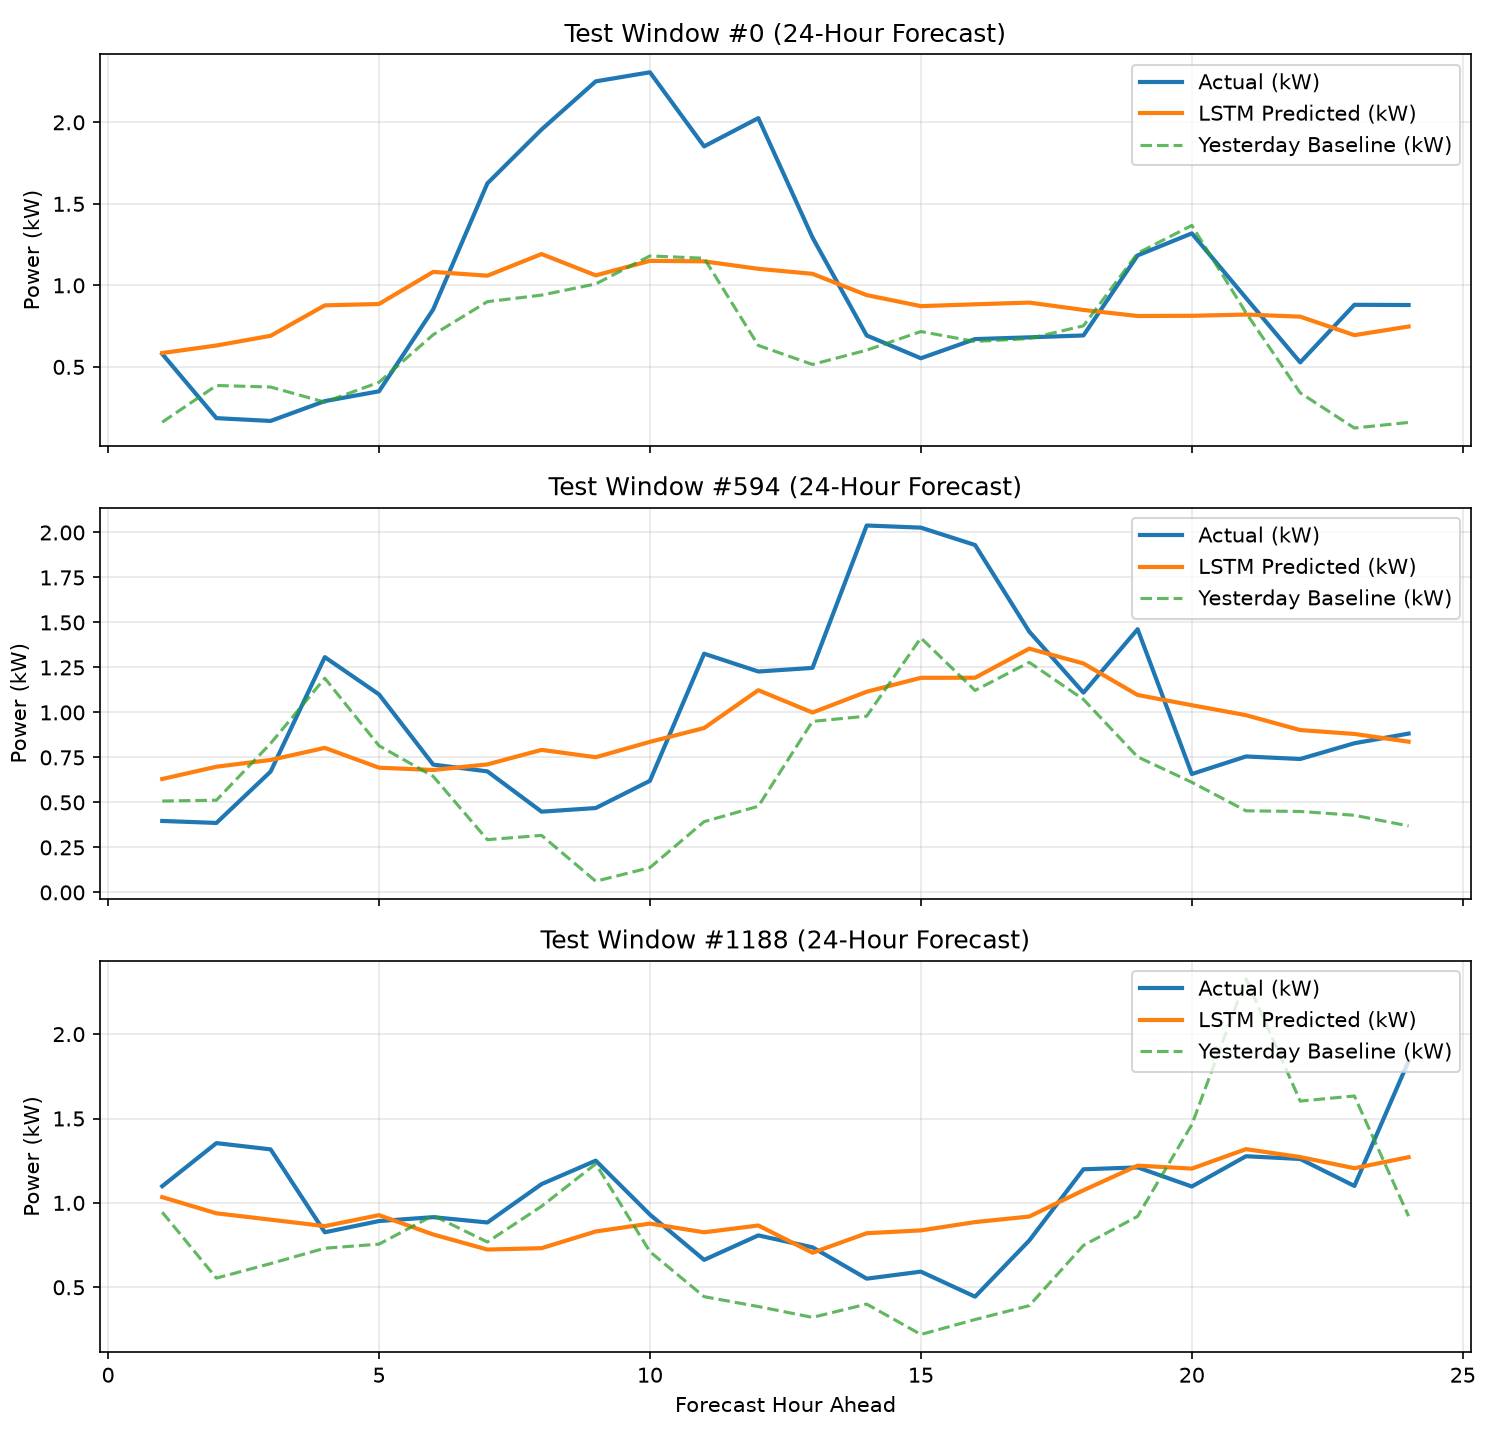 Test Window #0 (24-Hour Forecast)
Actual (kW)
LSTM Predicted (kW)
Yesterday Baseline (kW)
Power (kW)
2.0
1.5
1.0
0.5
Test Window #594 (24-Hour Forecast)
Actual (kW)
LSTM Predicted (kW)
Yesterday Baseline (kW)
Power (kW)
2.00
1.75
1.50
1.25
1.00
0.75
0.50
0.25
0.00
Test Window #1188 (24-Hour Forecast)
Actual (kW)
LSTM Predicted (kW)
Yesterday Baseline (kW)
Power (kW)
2.0
1.5
1.0
0.5
0 5 10 15 20 25
Forecast Hour Ahead